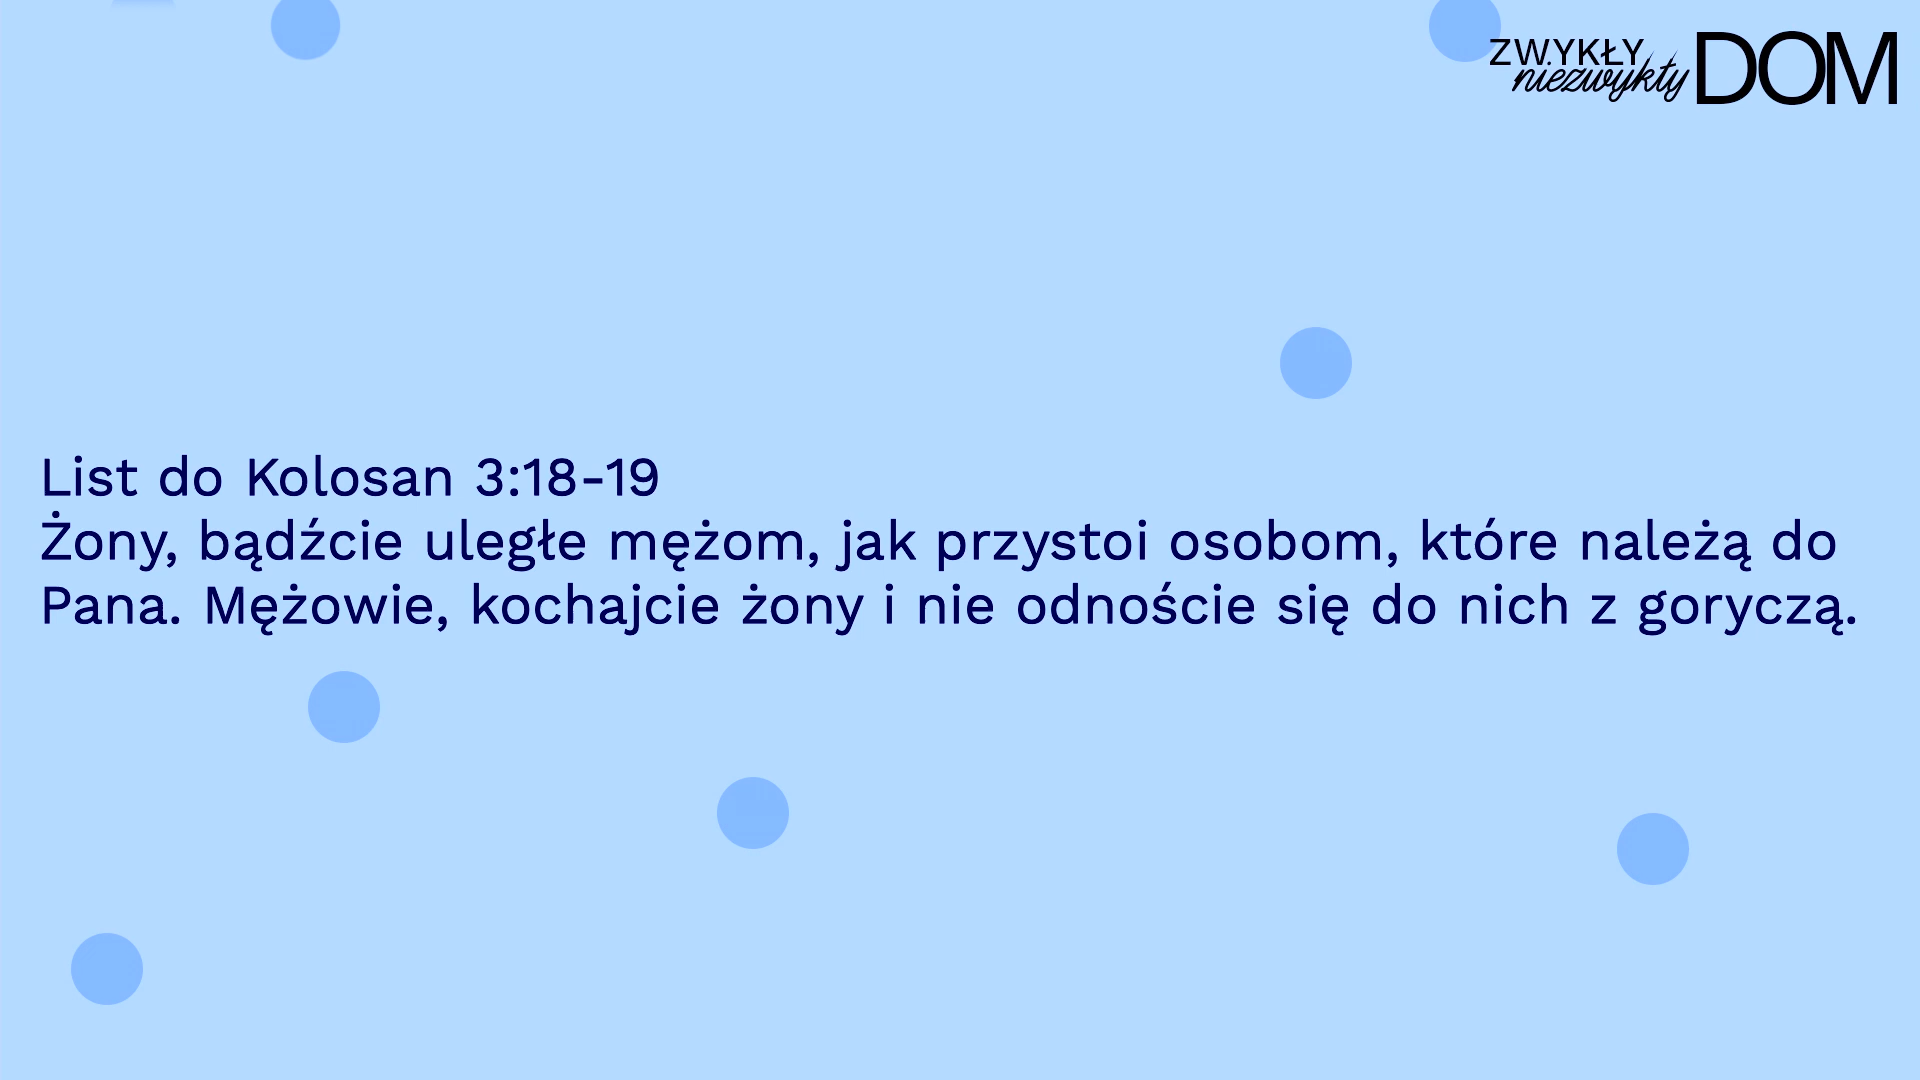 ZWYKŁY
niezwykły DOM
List do Kolosan 3:18-19
Żony, bądźcie uległe mężom, jak przystoi osobom, które należą do
Pana. Mężowie, kochajcie żony i nie odnoście się do nich z goryczą.